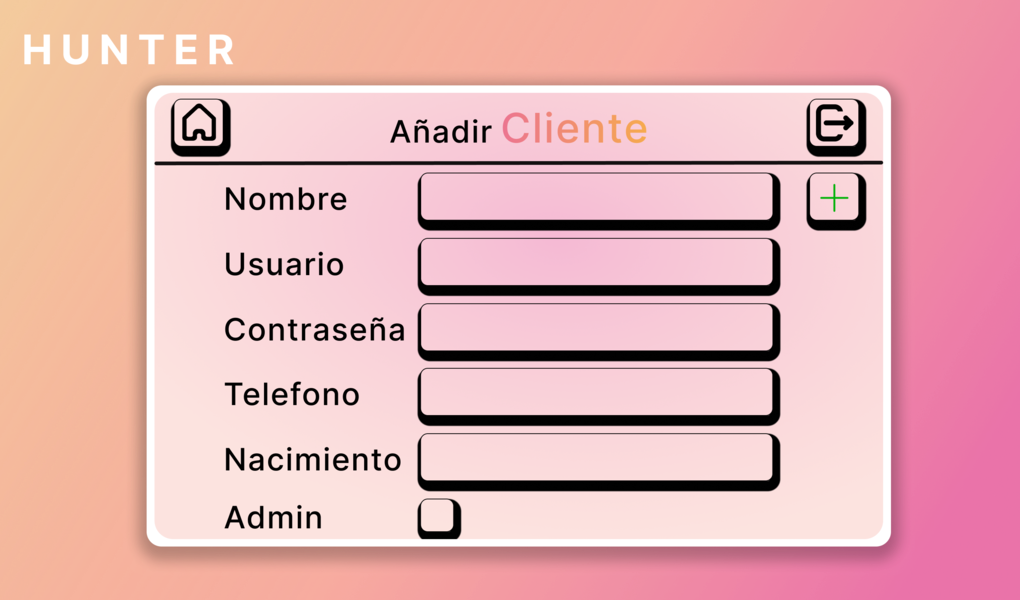 HUNTER
Añadir Cliente
Nombre
Usuario
Contraseña
Telefono
Nacimiento
Admin